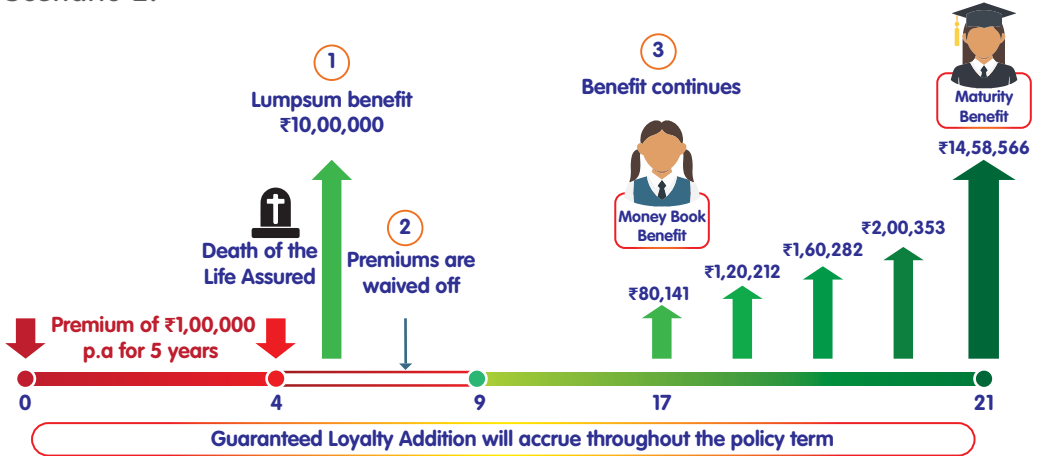 1
Lumpsum benefit
₹10,00,000
Death of the
Life Assured
2
Premiums are
waived off
3
Benefit continues
Money Book
Benefit
Maturity
Benefit
₹14,58,566
₹80,141
₹1,20,212
₹1,60,282
₹2,00,353
Premium of ₹1,00,000
p.a for 5 years
0
4
9
17
21
Guaranteed Loyalty Addition will accrue throughout the policy term